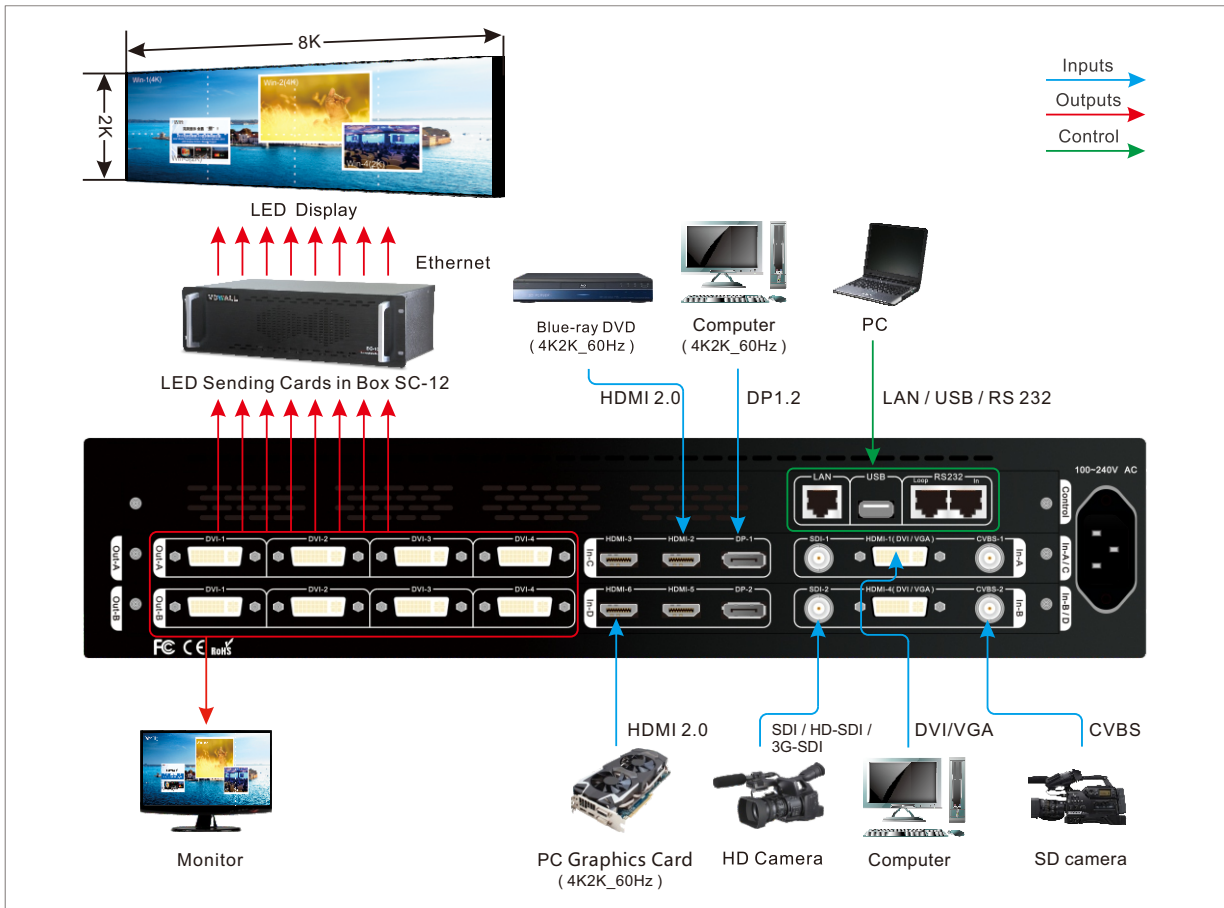 8K
Inputs
Outputs
Control
2K
Win-1(4K)
Win-2(4K)
Win-4(2K)
LED Display
Ethernet
VDWALL
LED Sending Cards in Box SC-12
Blue-ray DVD
( 4K2K_60Hz )
Computer
( 4K2K_60Hz )
PC
HDMI 2.0
DP1.2
LAN / USB / RS 232
100~240V AC
LAN
USB
Loop
RS232
In
Control
Out-A
DVI-1
DVI-2
DVI-3
DVI-4
In-C
HDMI-3
HDMI-2
DP-1
SDI-1
HDMI-1( DVI / VGA )
CVBS-1
In-A
In-A / C
Out-B
DVI-1
DVI-2
DVI-3
DVI-4
In-D
HDMI-6
HDMI-5
DP-2
SDI-2
HDMI-4( DVI / VGA )
CVBS-2
In-B
In-B / D
FC CE RoHS
HDMI 2.0
SDI / HD-SDI /
3G-SDI
DVI/VGA
CVBS
Monitor
PC Graphics Card
( 4K2K_60Hz )
HD Camera
Computer
SD camera